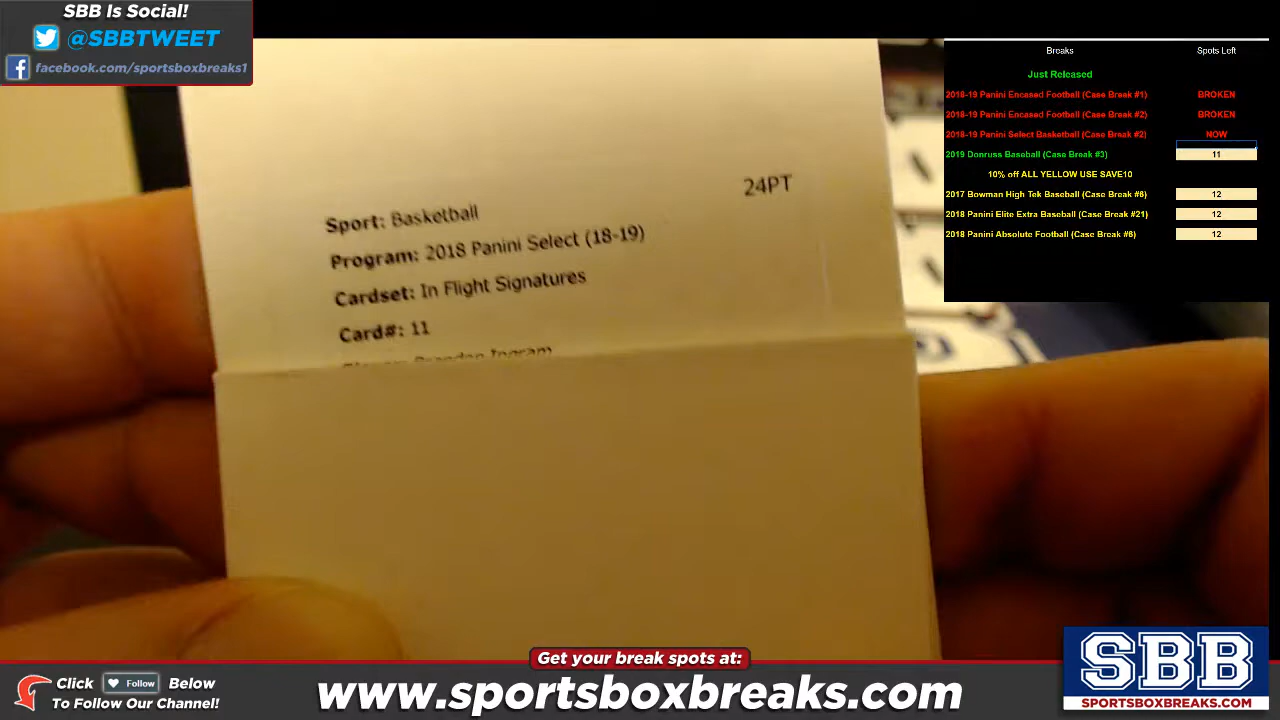 SBB Is Social!
@SBBTWEET
facebook.com/sportsboxbreaks1
24PT
Sport: Basketball
Program: 2018 Panini Select (18-19)
Cardset: In Flight Signatures
Card#: 11
Player: Brandon Ingram
Breaks Spots Left
Just Released
2018-19 Panini Encased Football (Case Break #1) BROKEN
2018-19 Panini Encased Football (Case Break #2) BROKEN
2018-19 Panini Select Basketball (Case Break #2) NOW
2019 Donruss Baseball (Case Break #3) 11
10% off ALL YELLOW USE SAVE10
2017 Bowman High Tek Baseball (Case Break #6) 12
2018 Panini Elite Extra Baseball (Case Break #21) 12
2018 Panini Absolute Football (Case Break #6) 12
Get your break spots at:
Click Follow Below
To Follow Our Channel!
www.sportsboxbreaks.com
SBB
SPORTSBOXBREAKS.COM